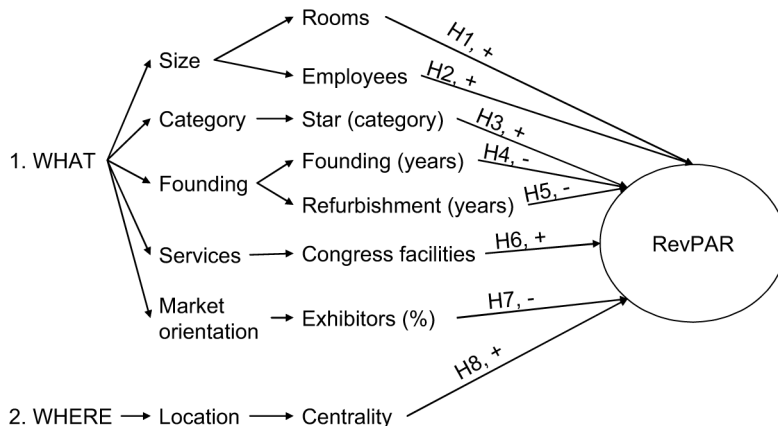 Rooms
H1, +
Size
Employees
H2, +
Category
Star (category)
H3, +
1. WHAT
Founding (years)
H4, -
Founding
Refurbishment (years)
H5, -
RevPAR
Services
Congress facilities
H6, +
Market
orientation
Exhibitors (%)
H7, -
H8, +
2. WHERE
Location
Centrality